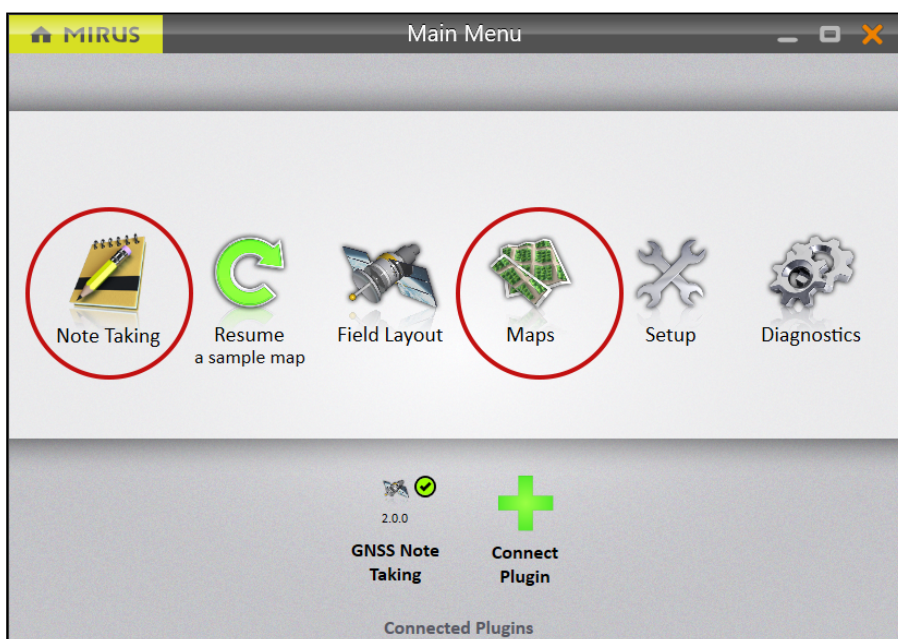 MIRUS Main Menu
Note Taking Resume Field Layout Maps Setup Diagnostics
a sample map
2.0.0
GNSS Note Connect
Taking Plugin
Connected Plugins